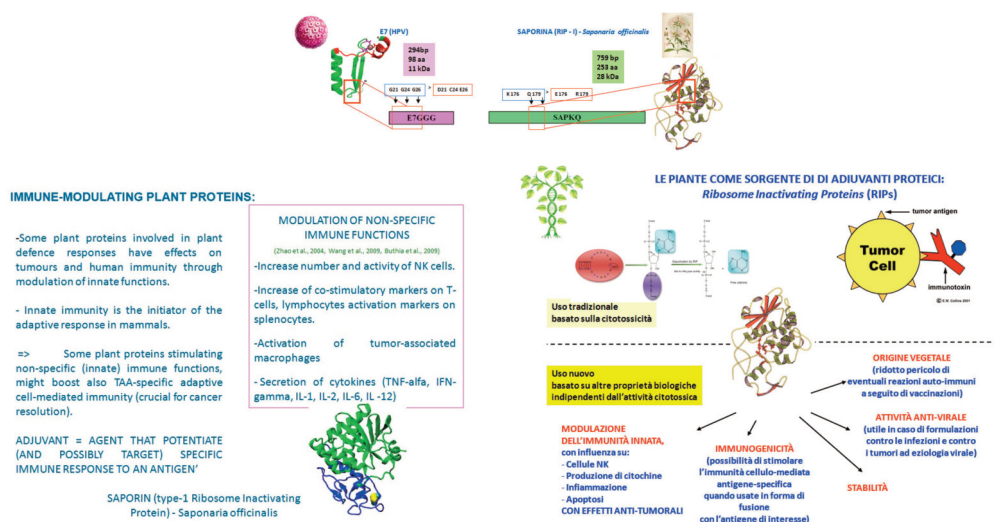 E7 (HPV)
294bp
98 aa
11 kDa
G21 G24 G26 > D21 C24 E26
E7GGG
SAPORINA (RIP - I) - Saponaria officinalis
759 bp
253 aa
28 kDa
K 176 Q 179 > E176 R 179
SAPKQ
IMMUNE-MODULATING PLANT PROTEINS:
-Some plant proteins involved in plant
defence responses have effects on
tumours and human immunity through
modulation of innate functions.
- Innate immunity is the initiator of the
adaptive response in mammals.
=> Some plant proteins stimulating
non-specific (innate) immune functions,
might boost also TAA-specific adaptive
cell-mediated immunity (crucial for cancer
resolution).
ADJUVANT = AGENT THAT POTENTIATE
(AND POSSIBLY TARGET) SPECIFIC
IMMUNE RESPONSE TO AN ANTIGEN'
SAPORIN (type-1 Ribosome Inactivating
Protein) - Saponaria officinalis
MODULATION OF NON-SPECIFIC
IMMUNE FUNCTIONS
(Zhao et al., 2004, Wang et al., 2009, Buthia et al., 2009)
-Increase number and activity of NK cells.
-Increase of co-stimulatory markers on T-
cells, lymphocytes activation markers on
splenocytes.
-Activation of tumor-associated
macrophages
- Secretion of cytokines (TNF-alfa, IFN-
gamma, IL-1, IL-2, IL-6, IL -12)
LE PIANTE COME SORGENTE DI DI ADIUVANTI PROTEICI:
Ribosome Inactivating Proteins (RIPs)
tumor antigen
Tumor
Cell
immunotoxin
Uso tradizionale
basato sulla citotossicità
Uso nuovo
basato su altre proprietà biologiche
indipendenti dall'attività citotossica
ORIGINE VEGETALE
(ridotto pericolo di
eventuali reazioni auto-immuni
a seguito di vaccinazioni)
ATTIVITÀ ANTI-VIRALE
(utile in caso di formulazioni
contro le infezioni e contro
i tumori ad eziologia virale)
STABILITÀ
MODULAZIONE
DELL'IMMUNITÀ INNATA,
con influenza su:
- Cellule NK
- Produzione di citochine
- Infiammazione
- Apoptosi
CON EFFETTI ANTI-TUMORALI
IMMUNOGENICITÀ
(possibilità di stimolare
l'immunità cellulo-mediata
antigene-specifica
quando usate in forma di
fusione
con l'antigene di interesse)